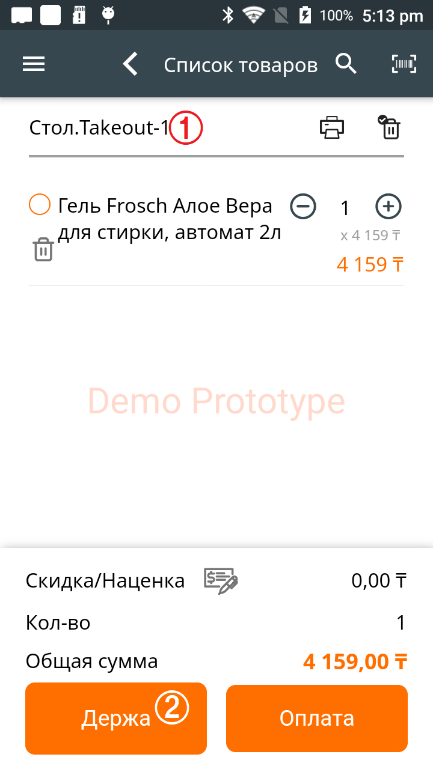 100% 5:13 pm
Список товаров
Стол.Takeout-1 1
Гель Frosch Алое Вера
для стирки, автомат 2л
1
x 4 159 ₸
4 159 ₸
Demo Prototype
Скидка/Наценка 0,00 ₸
Кол-во 1
Общая сумма 4 159,00 ₸
Держа 2 Оплата